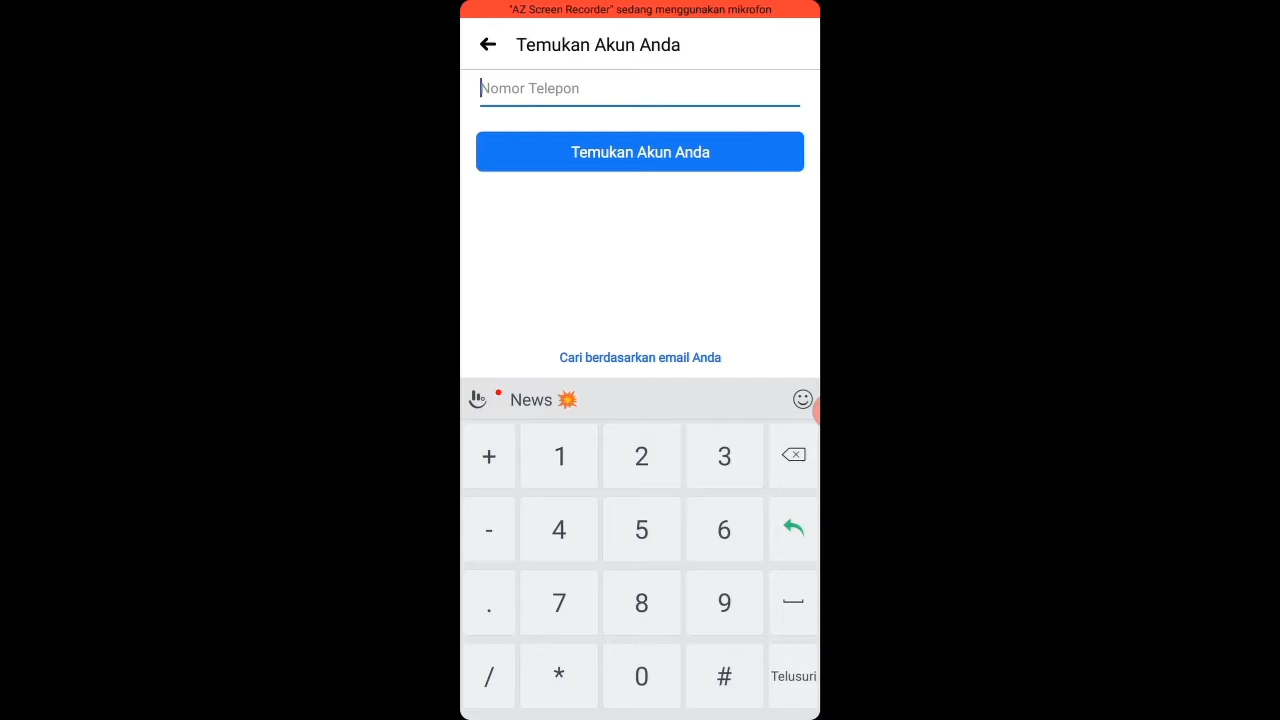 "AZ Screen Recorder" sedang menggunakan mikrofon
Temukan Akun Anda
Nomor Telepon
Temukan Akun Anda
Cari berdasarkan email Anda
News 💥
+ 1 2 3
- 4 5 6
. 7 8 9
/ * 0 # Telusuri